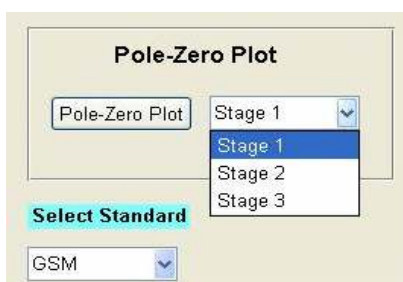 Pole-Zero Plot
Pole-Zero Plot Stage 1
Stage 1
Stage 2
Stage 3
Select Standard
GSM